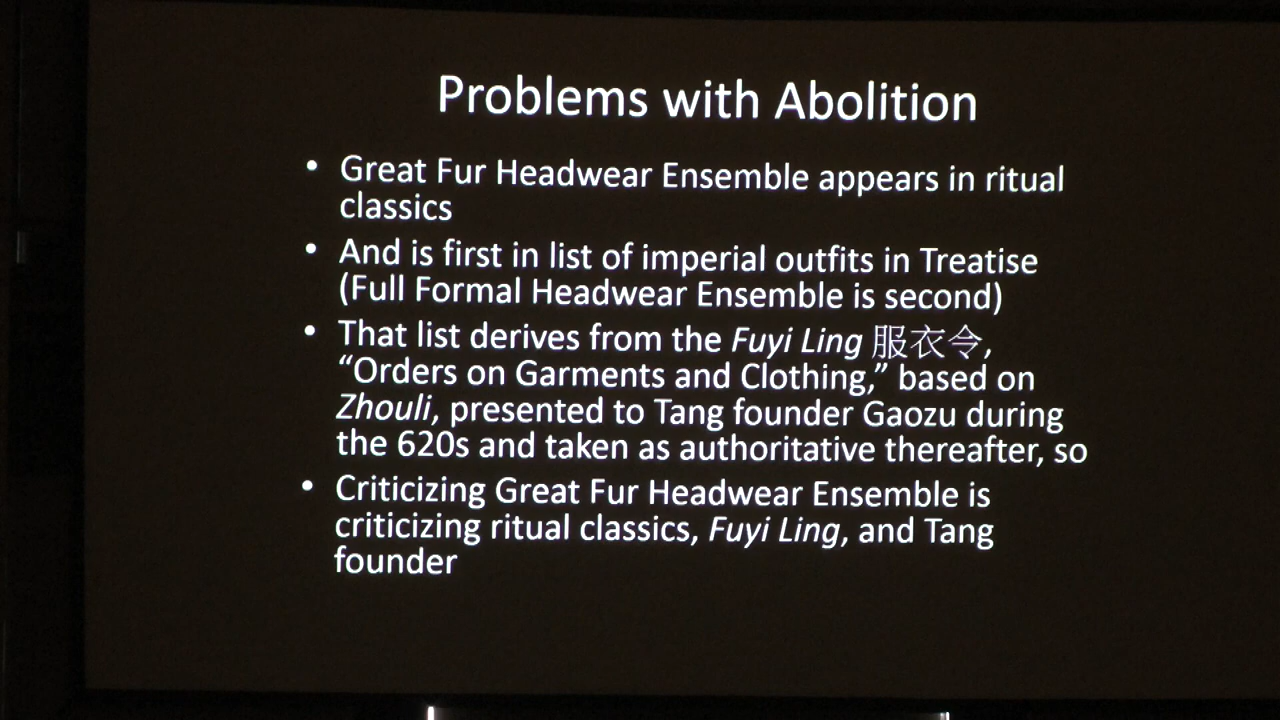 Problems with Abolition
• Great Fur Headwear Ensemble appears in ritual
classics
• And is first in list of imperial outfits in Treatise
(Full Formal Headwear Ensemble is second)
• That list derives from the Fuyi Ling 服衣令,
“Orders on Garments and Clothing,” based on
Zhouli, presented to Tang founder Gaozu during
the 620s and taken as authoritative thereafter, so
• Criticizing Great Fur Headwear Ensemble is
criticizing ritual classics, Fuyi Ling, and Tang
founder